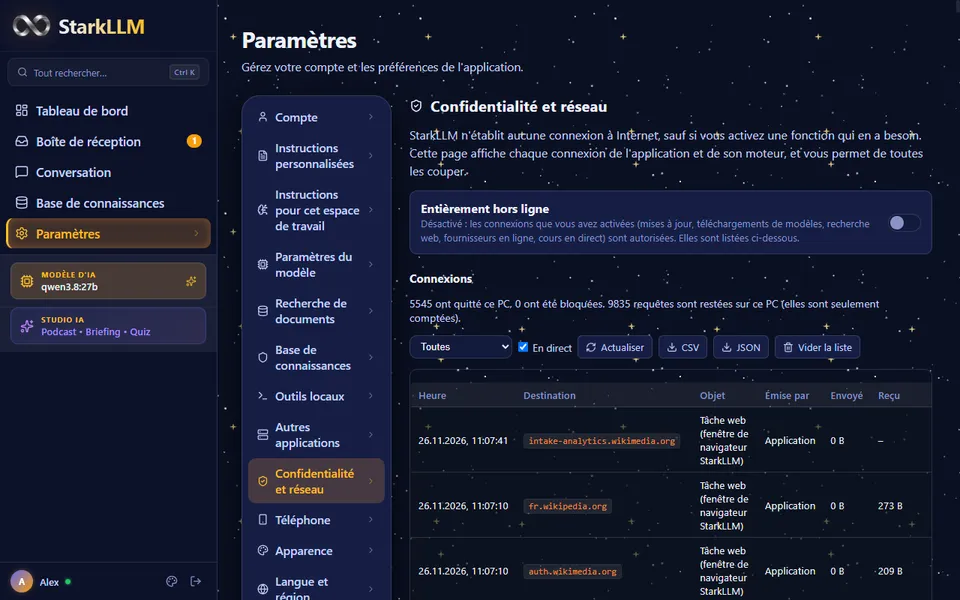 StarkLLM
Tout rechercher...
Ctrl K
Tableau de bord
Boîte de réception
1
Conversation
Base de connaissances
Paramètres
MODÈLE D'IA
qwen3.8:27b
STUDIO IA
Podcast • Briefing • Quiz
A
Alex
Paramètres
Gérez votre compte et les préférences de l'application.
Compte
Instructions
personnalisées
Instructions
pour cet espace
de travail
Paramètres du
modèle
Recherche de
documents
Base de
connaissances
Outils locaux
Autres
applications
Confidentialité
et réseau
Téléphone
Apparence
Langue et
région
Confidentialité et réseau
StarkLLM n'établit aucune connexion à Internet, sauf si vous activez une fonction qui en a besoin.
Cette page affiche chaque connexion de l'application et de son moteur, et vous permet de toutes
les couper.
Entièrement hors ligne
Désactivé : les connexions que vous avez activées (mises à jour, téléchargements de modèles, recherche
web, fournisseurs en ligne, cours en direct) sont autorisées. Elles sont listées ci-dessous.
Connexions
5545 ont quitté ce PC, 0 ont été bloquées. 9835 requêtes sont restées sur ce PC (elles sont seulement
comptées).
Toutes
En direct
Actualiser
CSV
JSON
Vider la liste
Heure Destination Objet Émise par Envoyé Reçu
Tâche web
(fenêtre de
navigateur
StarkLLM)
26.11.2026, 11:07:41 intake-analytics.wikimedia.org Application 0 B –
Tâche web
(fenêtre de
navigateur
StarkLLM)
26.11.2026, 11:07:10 fr.wikipedia.org Application 0 B 273 B
Tâche web
(fenêtre de
navigateur
StarkLLM)
26.11.2026, 11:07:10 auth.wikimedia.org Application 0 B 209 B